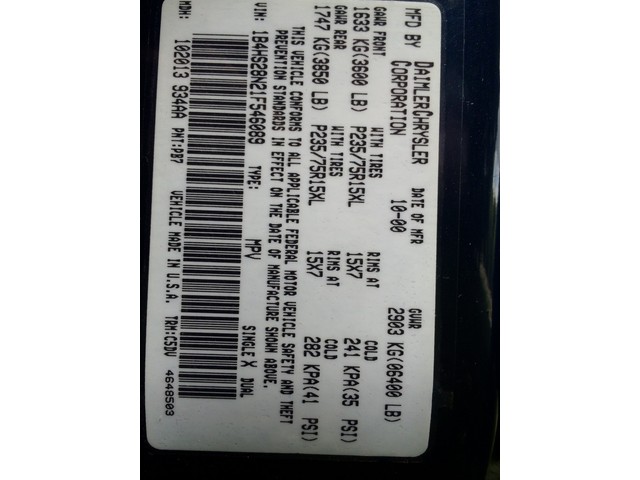 MFD BY DAIMLERCHRYSLER CORPORATION
DATE OF MFR 10-00
GVWR 2903 KG(06400 LB)
GAWR FRONT WITH TIRES RIMS AT COLD
1633 KG(3600 LB) P235/75R15XL 15X7 241 KPA(35 PSI)
GAWR REAR WITH TIRES RIMS AT COLD
1747 KG(3850 LB) P235/75R15XL 15X7 282 KPA(41 PSI)
THIS VEHICLE CONFORMS TO ALL APPLICABLE FEDERAL MOTOR VEHICLE SAFETY AND THEFT
PREVENTION STANDARDS IN EFFECT ON THE DATE OF MANUFACTURE SHOWN ABOVE.
VIN: 1B4HS28N21F546089 TYPE: MPV SINGLE X DUAL
MDH: 102013 934AA PNT:PB7 VEHICLE MADE IN U.S.A. TRM:C5DV 4648503